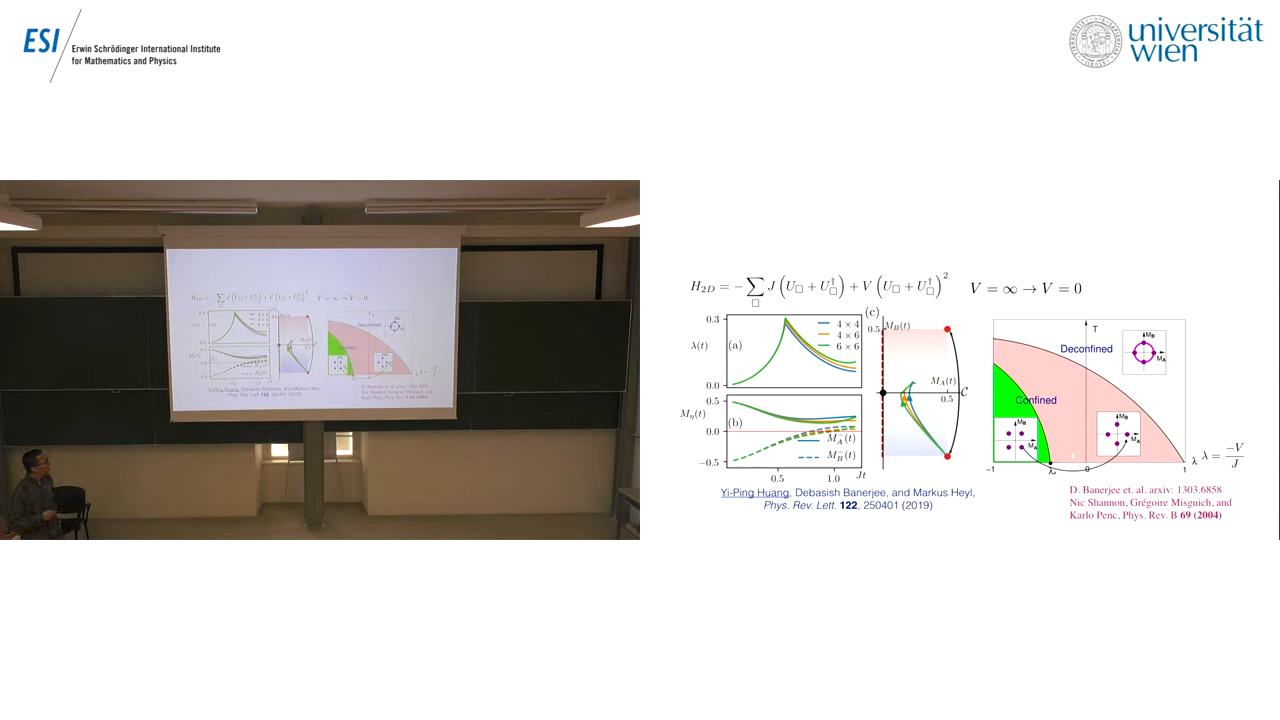 ESI
Erwin Schrödinger International Institute
for Mathematics and Physics
universität
wien
H_{2D} = -\sum_{□} J (U_□ + U_□^†) + V (U_□ + U_□^†)^2
V = ∞ → V = 0
(c)
0.3
λ(t)
(a)
0.0
4 × 4
4 × 6
6 × 6
0.5
M_η(t)
(b)
0.0
−0.5
M_A^-(t)
M_B^-(t)
0.5
1.0
Jt
0.5
M_B(t)
M_A(t)
0.5
C
T
Deconfined
M_B
M_A
Confined
M_B
M_A
M_B
M_A
−1
λ_c
0
1
λ
λ = −V/J
Yi-Ping Huang, Debasish Banerjee, and Markus Heyl,
Phys. Rev. Lett. 122, 250401 (2019)
D. Banerjee et. al. arxiv: 1303.6858
Nic Shannon, Grégoire Misguich, and
Karlo Penc, Phys. Rev. B 69 (2004)